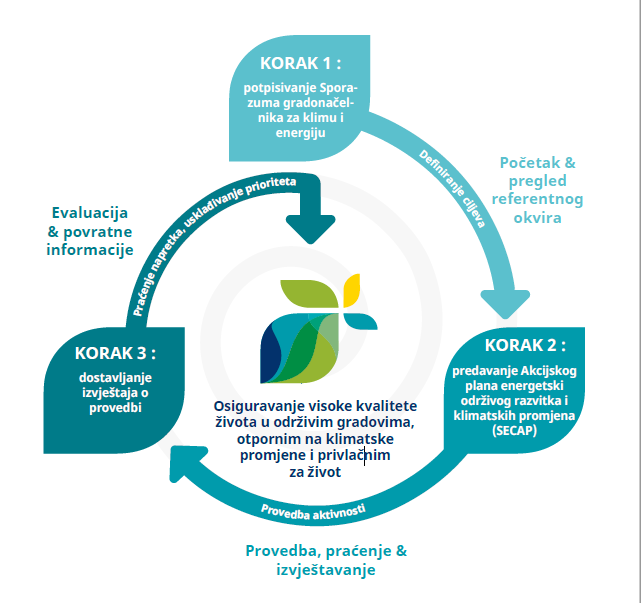 KORAK 1 :
potpisivanje Spora-
zuma gradonačel-
nika za klimu i
energiju
Definiranje ciljeva
Početak &
pregled
referentnog
okvira
KORAK 2 :
predavanje Akcijskog
plana energetski
održivog razvitka i
klimatskih promjena
(SECAP)
Provedba aktivnosti
Provedba, praćenje &
izvještavanje
KORAK 3 :
dostavljanje
izvještaja o
provedbi
Evaluacija
& povratne
informacije
Praćenje napretka, usklađivanje prioriteta
Osiguravanje visoke kvalitete
života u održivim gradovima,
otpornim na klimatske
promjene i privlačnim
za život